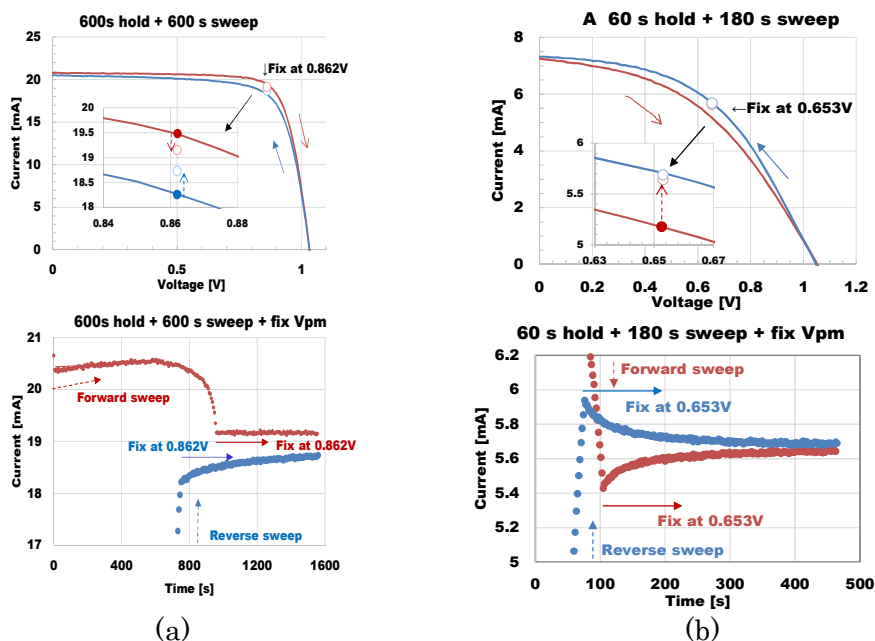 600s hold + 600 s sweep
↓Fix at 0.862V
Current [mA]
25
20
15
10
5
0
20
19.5
19
18.5
18
0.84
0.86
0.88
0
0.5
1
Voltage [V]
A 60 s hold + 180 s sweep
←Fix at 0.653V
Current [mA]
8
6
4
2
0
6
5.5
5
0.63
0.65
0.67
0
0.2
0.4
0.6
0.8
1
1.2
Voltage [V]
600s hold + 600 s sweep + fix Vpm
Current [mA]
21
20
19
18
17
Forward sweep
Fix at 0.862V
Fix at 0.862V
Reverse sweep
0
400
800
1200
1600
Time [s]
(a)
60 s hold + 180 s sweep + fix Vpm
Current [mA]
6.2
6
5.8
5.6
5.4
5.2
5
Forward sweep
Fix at 0.653V
Fix at 0.653V
Reverse sweep
0
100
200
300
400
500
Time [s]
(b)